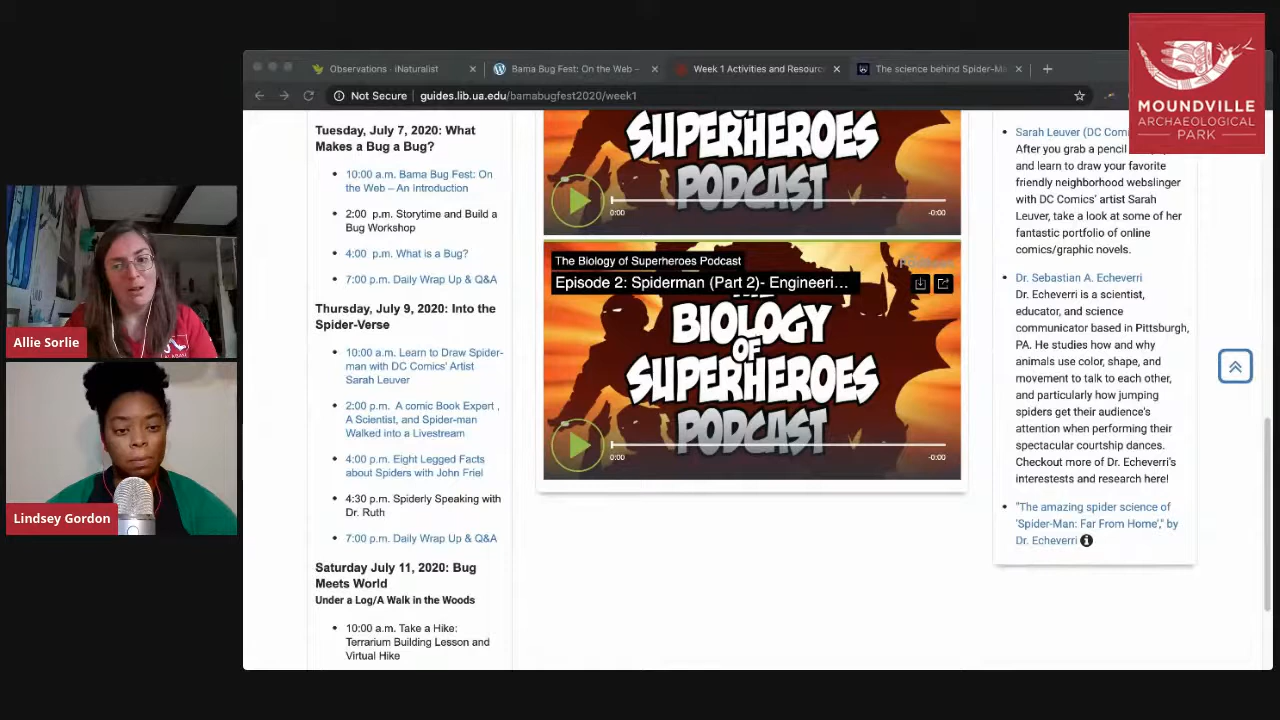 Observations · iNaturalist
Bama Bug Fest: On the Web –
Week 1 Activities and Resourc
The science behind Spider-Ma
Not Secure
guides.lib.ua.edu/bamabugfest2020/week1
MOUNDVILLE
ARCHAEOLOGICAL
PARK
Allie Sorlie
Lindsey Gordon
Tuesday, July 7, 2020: What
Makes a Bug a Bug?
10:00 a.m. Bama Bug Fest: On
the Web – An Introduction
2:00 p.m. Storytime and Build a
Bug Workshop
4:00 p.m. What is a Bug?
7:00 p.m. Daily Wrap Up & Q&A
Thursday, July 9, 2020: Into the
Spider-Verse
10:00 a.m. Learn to Draw Spider-
man with DC Comics' Artist
Sarah Leuver
2:00 p.m. A comic Book Expert ,
A Scientist, and Spider-man
Walked into a Livestream
4:00 p.m. Eight Legged Facts
about Spiders with John Friel
4:30 p.m. Spiderly Speaking with
Dr. Ruth
7:00 p.m. Daily Wrap Up & Q&A
Saturday July 11, 2020: Bug
Meets World
Under a Log/A Walk in the Woods
10:00 a.m. Take a Hike:
Terrarium Building Lesson and
Virtual Hike
SUPERHEROES
PODCAST
0:00
-0:00
The Biology of Superheroes Podcast
Episode 2: Spiderman (Part 2)- Engineeri...
THE
BIOLOGY
OF
SUPERHEROES
PODCAST
0:00
-0:00
Sarah Leuver (DC Comi
After you grab a pencil
and learn to draw your favorite
friendly neighborhood webslinger
with DC Comics' artist Sarah
Leuver, take a look at some of her
fantastic portfolio of online
comics/graphic novels.
Dr. Sebastian A. Echeverri
Dr. Echeverri is a scientist,
educator, and science
communicator based in Pittsburgh,
PA. He studies how and why
animals use color, shape, and
movement to talk to each other,
and particularly how jumping
spiders get their audience's
attention when performing their
spectacular courtship dances.
Checkout more of Dr. Echeverri's
interestests and research here!
"The amazing spider science of
'Spider-Man: Far From Home'," by
Dr. Echeverri